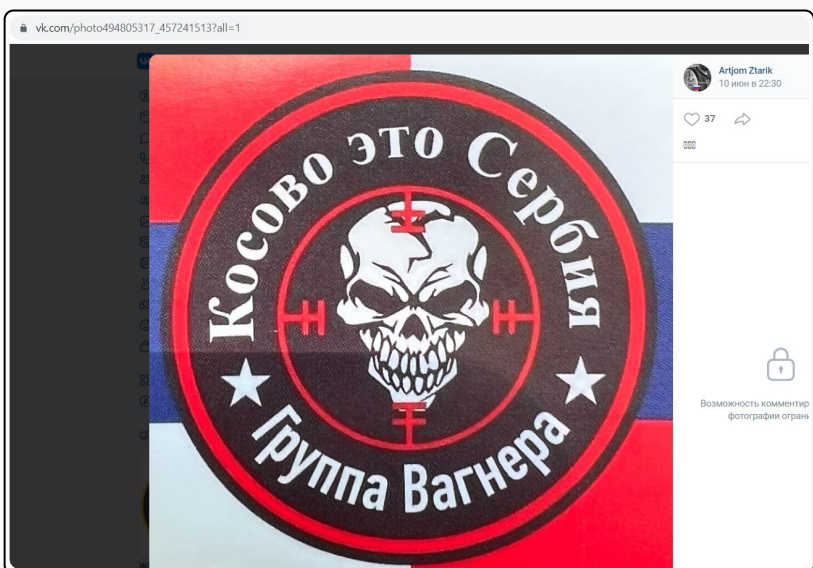 vk.com/photo494805317_457241513?all=1
Косово это Сербия
Группа Вагнера
Artjom Ztarik
10 июн в 22:30
37
Возможность комментир
фотографии ограни